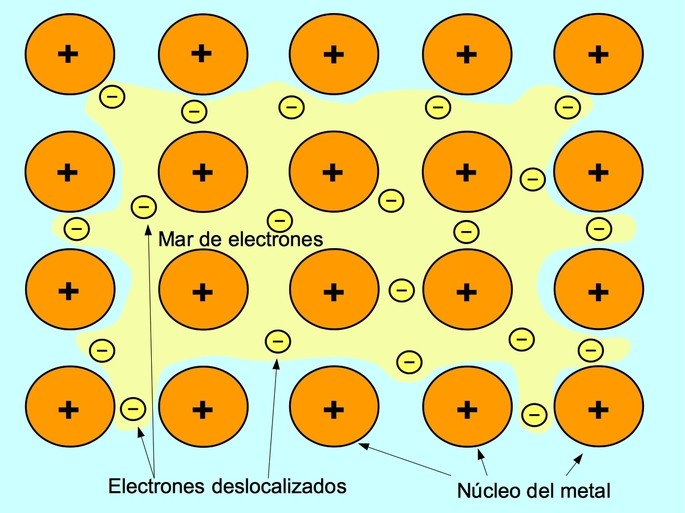 Mar de electrones
Electrones deslocalizados
Núcleo del metal